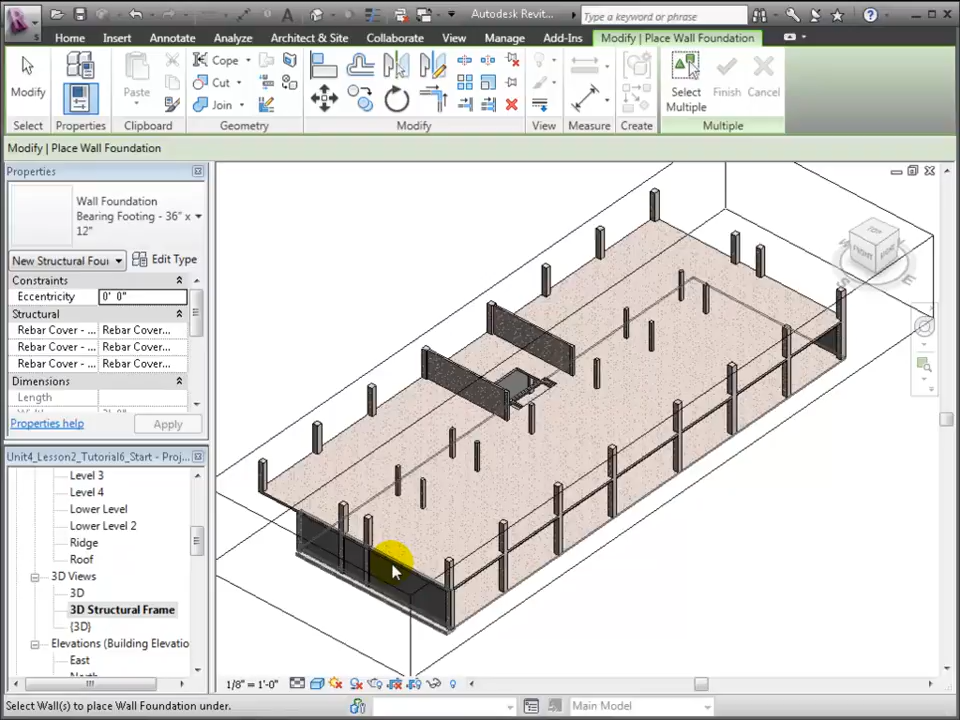 Autodesk Revit...
Type a keyword or phrase
Home Insert Annotate Analyze Architect & Site Collaborate View Manage Add-Ins Modify | Place Wall Foundation
Modify
Paste
Cope
Cut
Join
Select Multiple
Finish
Cancel
Select Properties Clipboard Geometry Modify View Measure Create Multiple
Modify | Place Wall Foundation
Properties
Wall Foundation
Bearing Footing - 36" x
12"
New Structural Four
Edit Type
Constraints
Eccentricity 0' 0"
Structural
Rebar Cover - ... Rebar Cover...
Rebar Cover - ... Rebar Cover...
Rebar Cover - ... Rebar Cover...
Dimensions
Length
Properties help
Apply
Unit4_Lesson2_Tutorial6_Start - Proj...
Level 3
Level 4
Lower Level
Lower Level 2
Ridge
Roof
3D Views
3D
3D Structural Frame
{3D}
Elevations (Building Elevatio
East
TOP
FRONT
1/8" = 1'-0"
Select Wall(s) to place Wall Foundation under.
Main Model